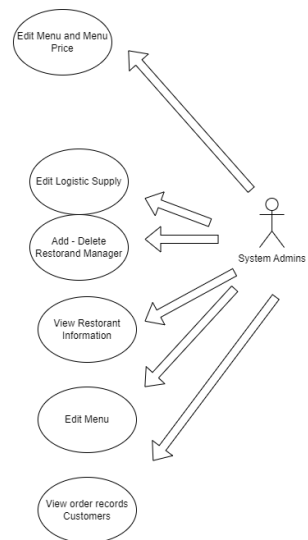 Edit Menu and Menu
Price
Edit Logistic Supply
Add - Delete
Restorand Manager
System Admins
View Restorant
Information
Edit Menu
View order records
Customers